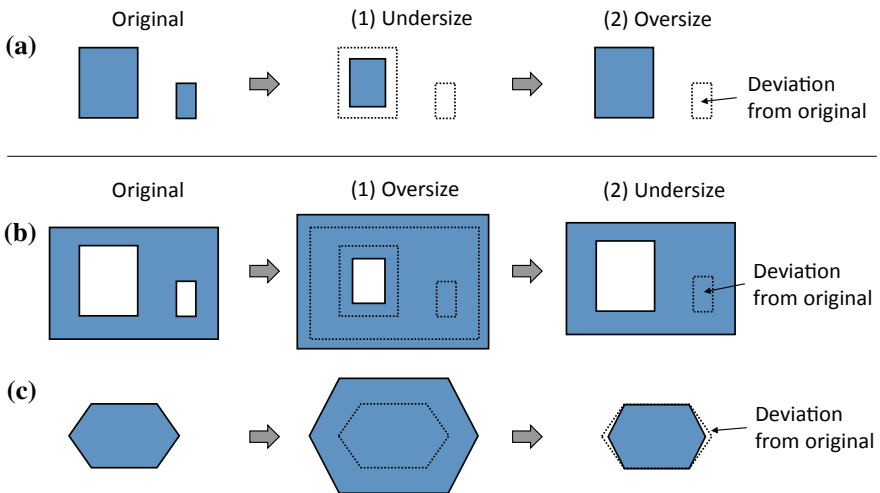 Original
(1) Undersize
(2) Oversize
(a)
Deviation
from original
Original
(1) Oversize
(2) Undersize
(b)
Deviation
from original
(c)
Deviation
from original